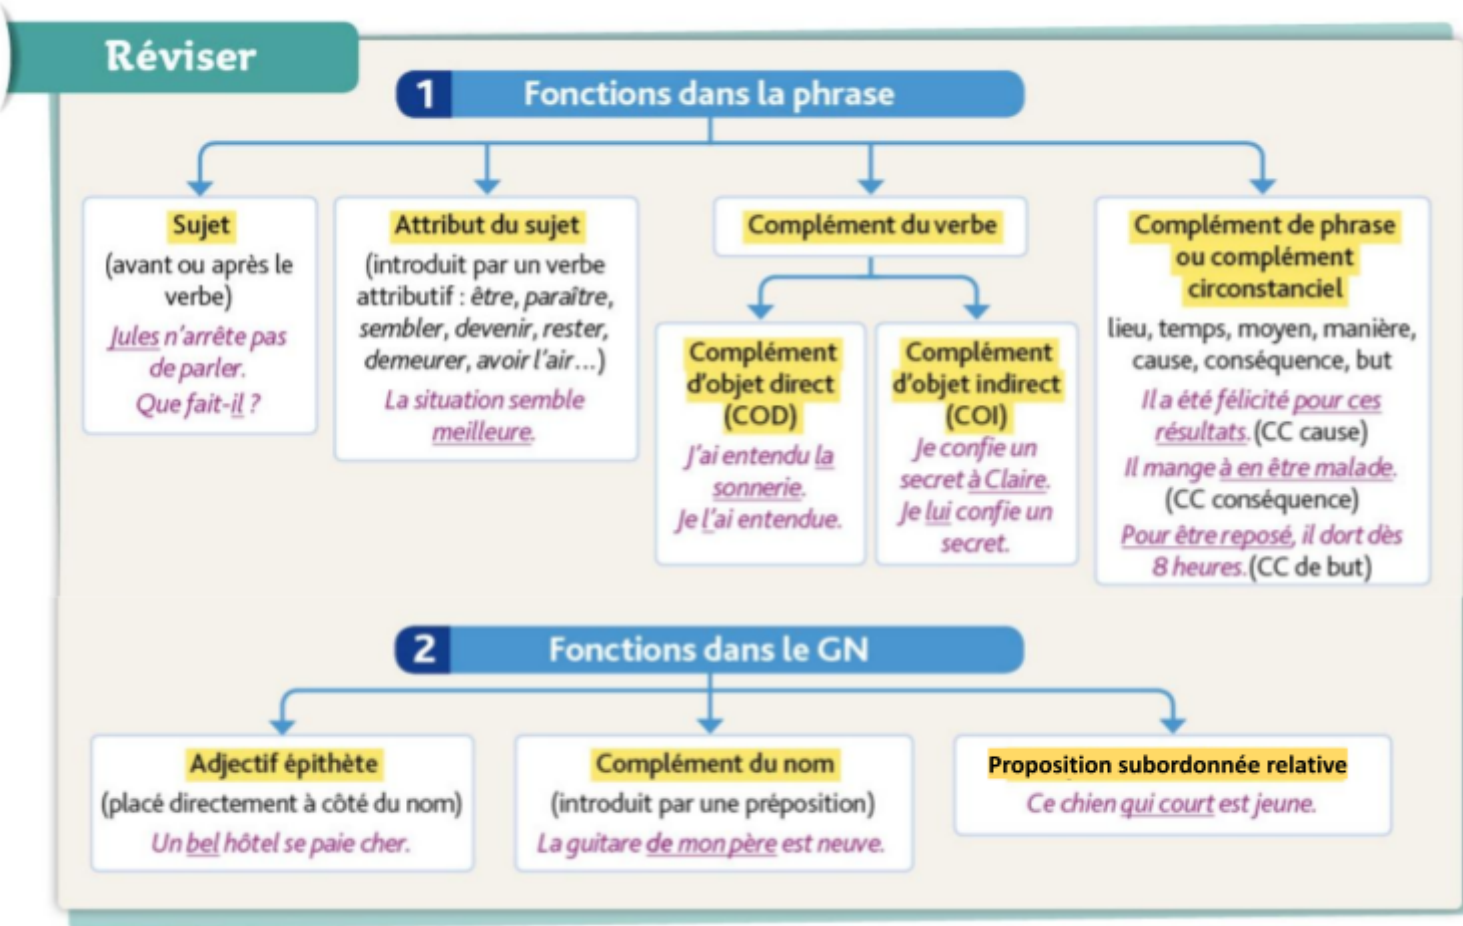 Réviser
1 Fonctions dans la phrase
Sujet
(avant ou après le
verbe)
Jules n'arrête pas
de parler.
Que fait-il ?
Attribut du sujet
(introduit par un verbe
attributif : être, paraître,
sembler, devenir, rester,
demeurer, avoir l'air...)
La situation semble
meilleure.
Complément du verbe
Complément
d'objet direct
(COD)
J'ai entendu la
sonnerie.
Je l'ai entendue.
Complément
d'objet indirect
(COI)
Je confie un
secret à Claire.
Je lui confie un
secret.
Complément de phrase
ou complément
circonstanciel
lieu, temps, moyen, manière,
cause, conséquence, but
Il a été félicité pour ces
résultats. (CC cause)
Il mange à en être malade.
(CC conséquence)
Pour être reposé, il dort dès
8 heures. (CC de but)
2 Fonctions dans le GN
Adjectif épithète
(placé directement à côté du nom)
Un bel hôtel se paie cher.
Complément du nom
(introduit par une préposition)
La guitare de mon père est neuve.
Proposition subordonnée relative
Ce chien qui court est jeune.